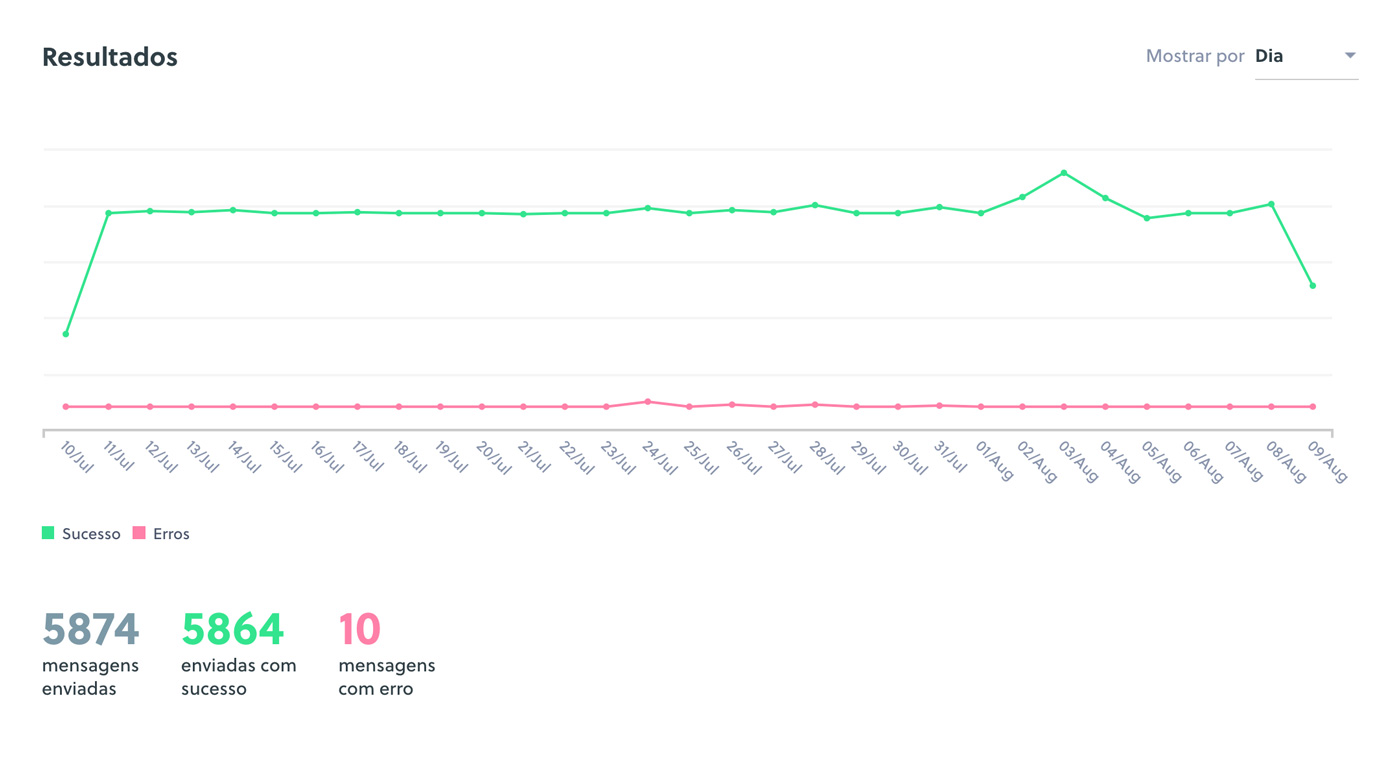 Resultados
Mostrar por Dia
10/Jul
11/Jul
12/Jul
13/Jul
14/Jul
15/Jul
16/Jul
17/Jul
18/Jul
19/Jul
20/Jul
21/Jul
22/Jul
23/Jul
24/Jul
25/Jul
26/Jul
27/Jul
28/Jul
29/Jul
30/Jul
31/Jul
01/Aug
02/Aug
03/Aug
04/Aug
05/Aug
06/Aug
07/Aug
08/Aug
09/Aug
Sucesso Erros
5874
mensagens
enviadas
5864
enviadas com
sucesso
10
mensagens
com erro